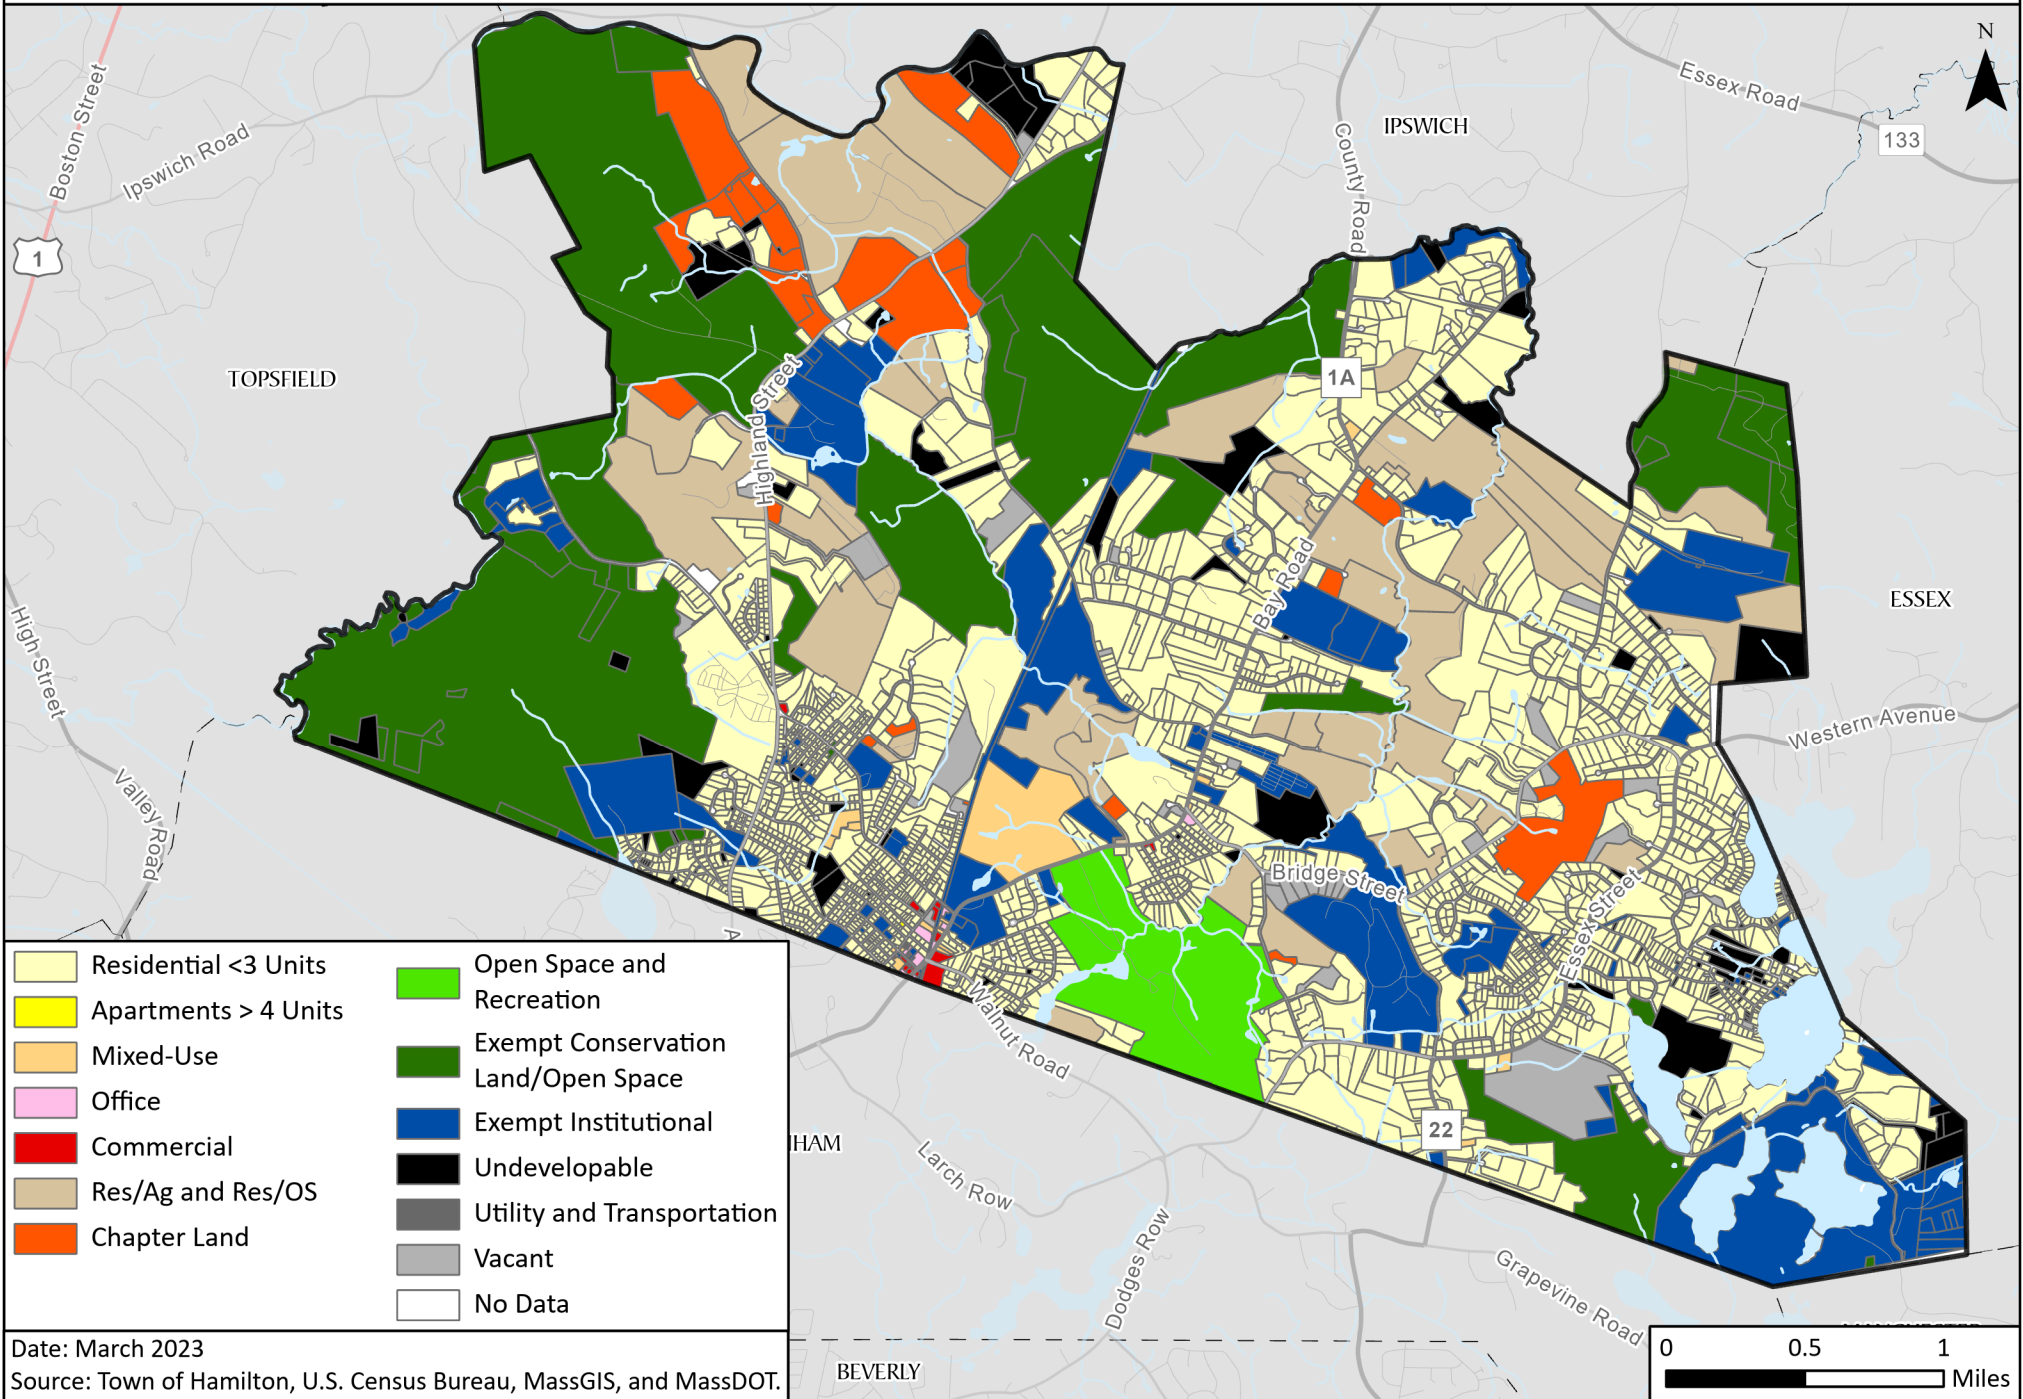 N
Essex Road
IPSWICH
133
Boston Street
Ipswich Road
County Road
1
TOPSFIELD
1A
Highland Street
Bay Road
ESSEX
High Street
Western Avenue
Valley Road
Bridge Street
Essex Street
Walnut Road
22
HAM
Larch Row
Dodges Row
Grapevine Road
BEVERLY
Residential <3 Units
Apartments > 4 Units
Mixed-Use
Office
Commercial
Res/Ag and Res/OS
Chapter Land
Open Space and
Recreation
Exempt Conservation
Land/Open Space
Exempt Institutional
Undevelopable
Utility and Transportation
Vacant
No Data
Date: March 2023
Source: Town of Hamilton, U.S. Census Bureau, MassGIS, and MassDOT.
0 0.5 1
Miles